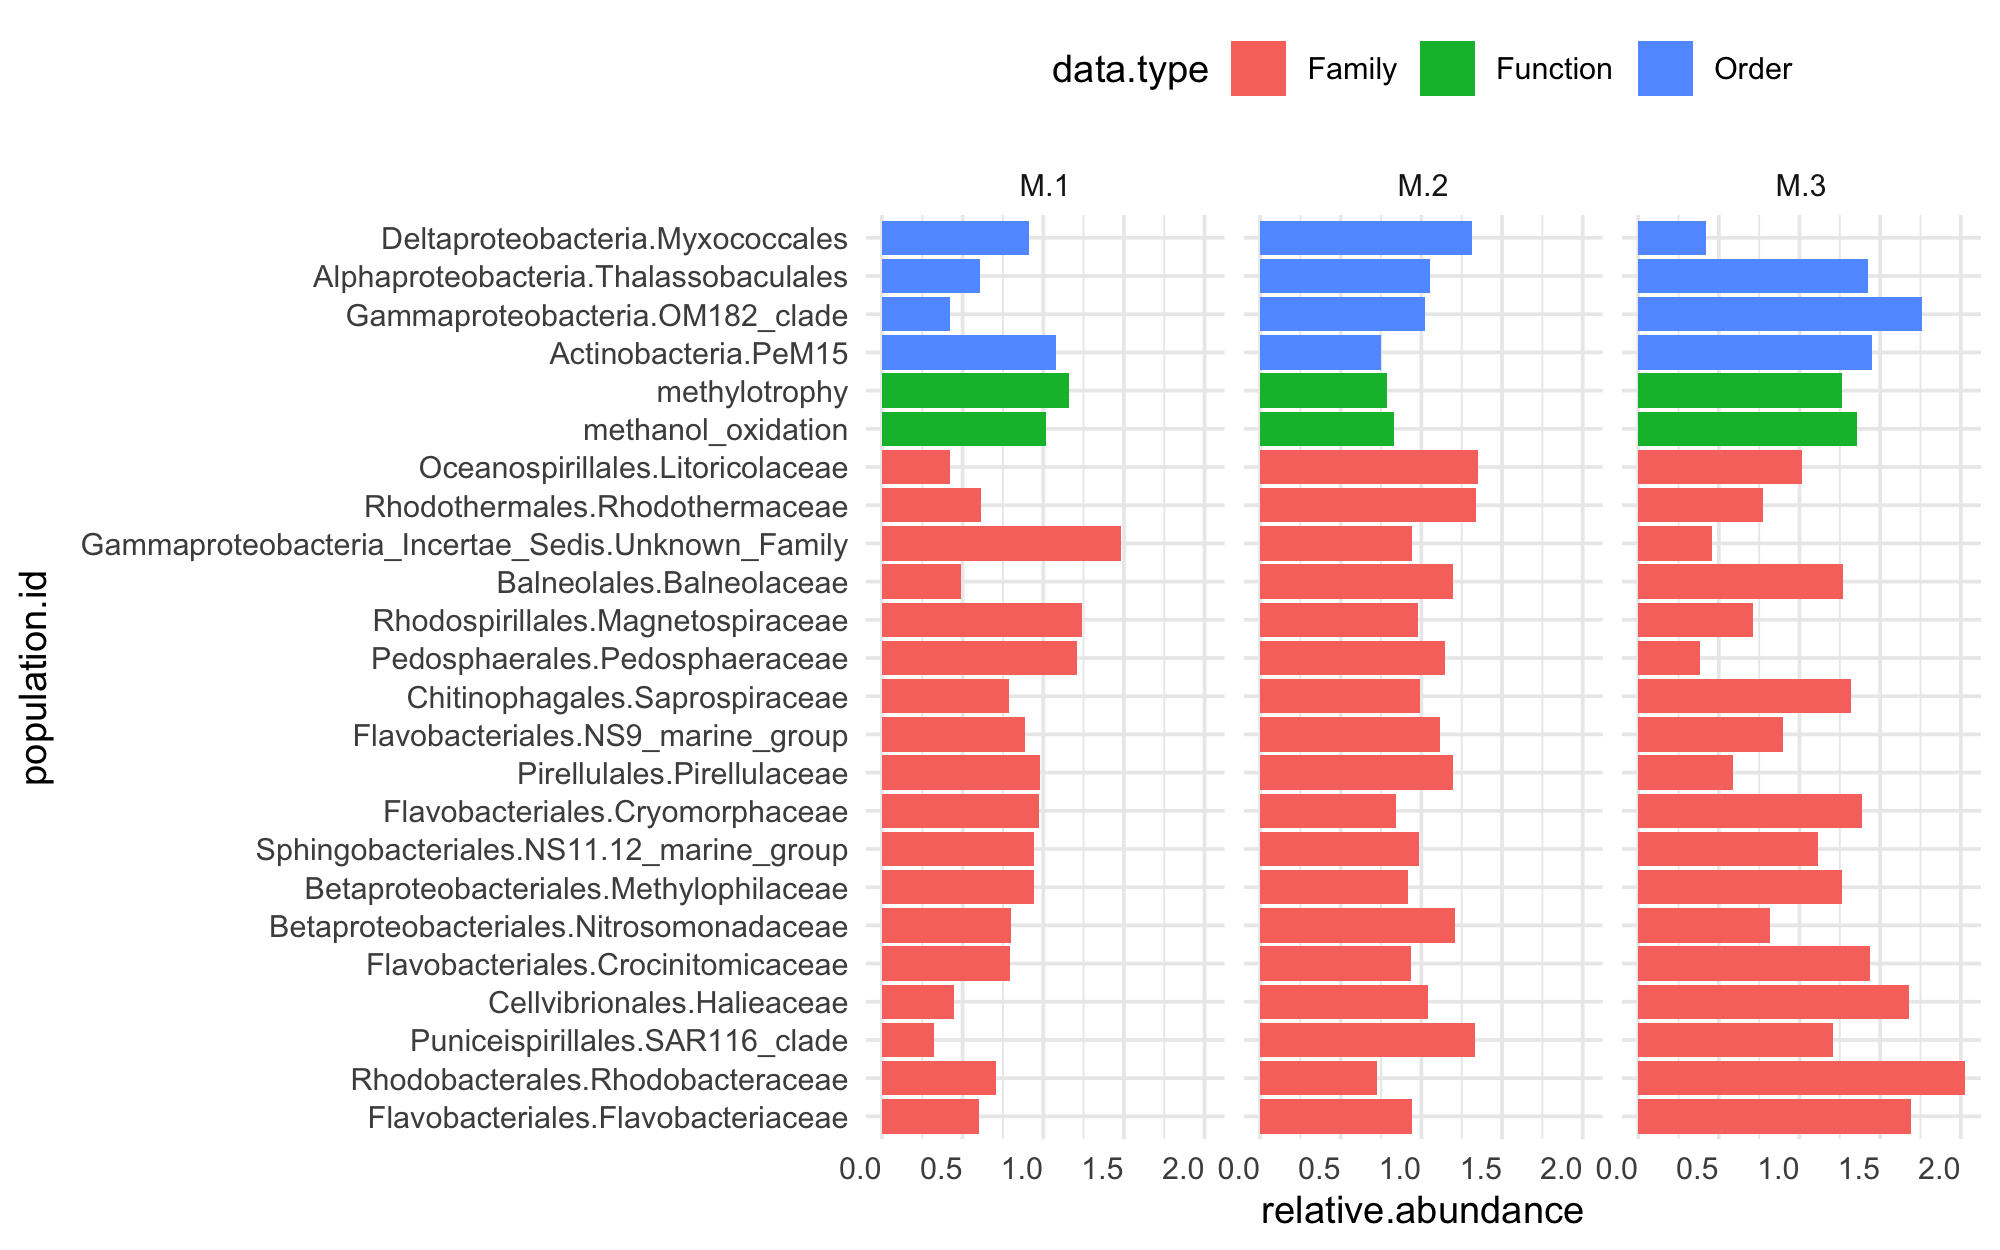 data.type Family Function Order
M.1 M.2 M.3
Deltaproteobacteria.Myxococcales
Alphaproteobacteria.Thalassobaculales
Gammaproteobacteria.OM182_clade
Actinobacteria.PeM15
methylotrophy
methanol_oxidation
Oceanospirillales.Litoricolaceae
Rhodothermales.Rhodothermaceae
Gammaproteobacteria_Incertae_Sedis.Unknown_Family
Balneolales.Balneolaceae
Rhodospirillales.Magnetospiraceae
Pedosphaerales.Pedosphaeraceae
Chitinophagales.Saprospiraceae
Flavobacteriales.NS9_marine_group
Pirellulales.Pirellulaceae
Flavobacteriales.Cryomorphaceae
Sphingobacteriales.NS11.12_marine_group
Betaproteobacteriales.Methylophilaceae
Betaproteobacteriales.Nitrosomonadaceae
Flavobacteriales.Crocinitomicaceae
Cellvibrionales.Halieaceae
Puniceispirillales.SAR116_clade
Rhodobacterales.Rhodobacteraceae
Flavobacteriales.Flavobacteriaceae
population.id
0.0 0.5 1.0 1.5 2.0 0.0 0.5 1.0 1.5 2.0 0.0 0.5 1.0 1.5 2.0
relative.abundance